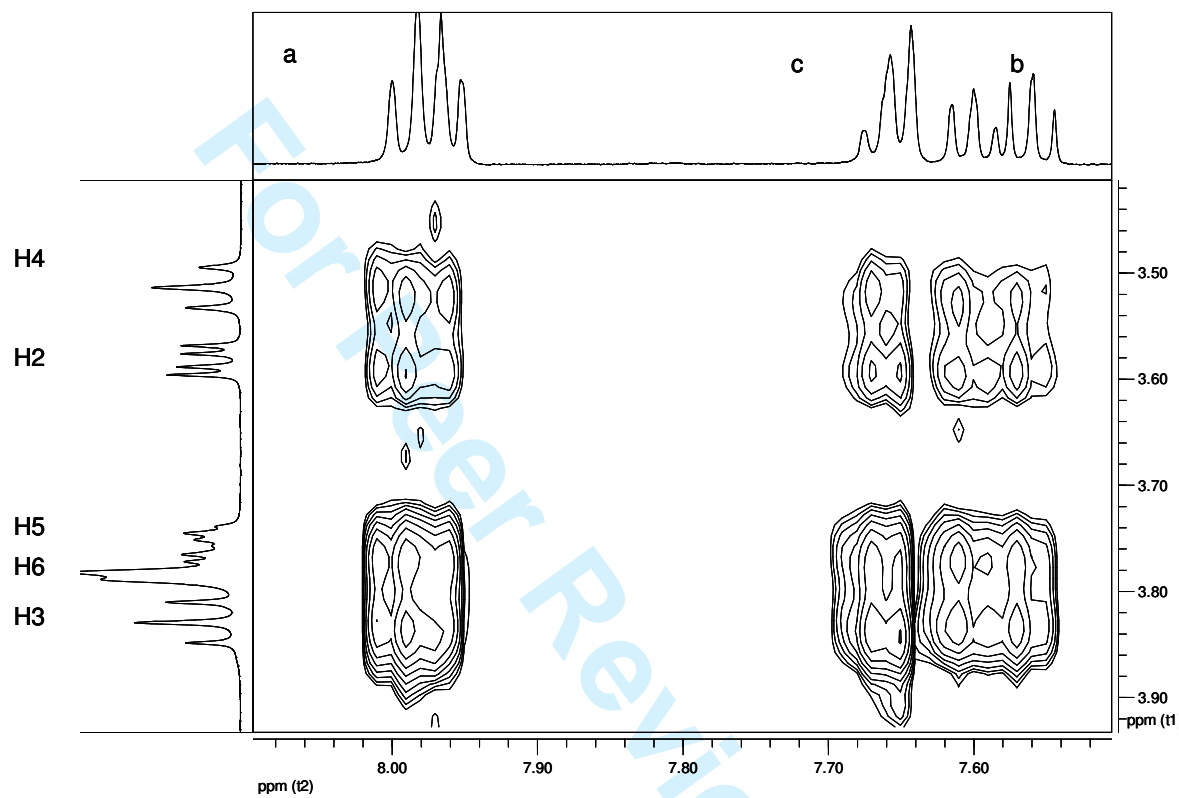 a
c
b
H4
H2
H5
H6
H3
3.50
3.60
3.70
3.80
3.90
ppm (t1
8.00
7.90
7.80
7.70
7.60
ppm (t2)
For Peer Review